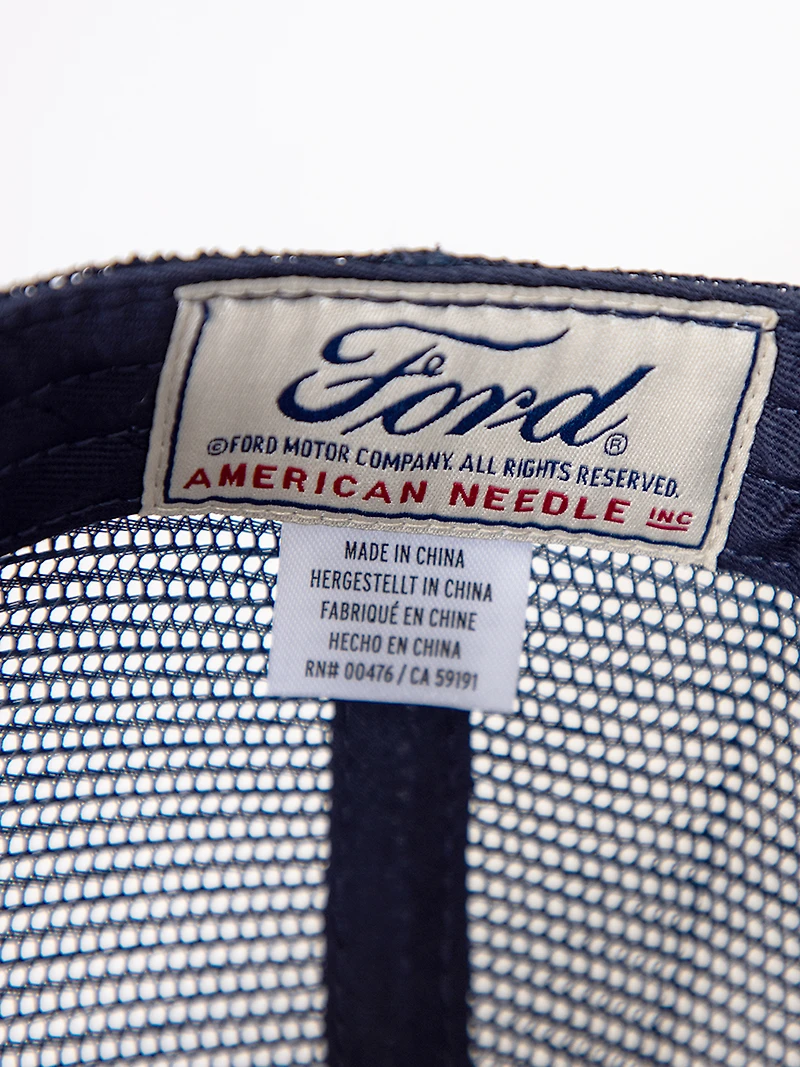 Ford®
©FORD MOTOR COMPANY. ALL RIGHTS RESERVED.
AMERICAN NEEDLE INC
MADE IN CHINA
HERGESTELLT IN CHINA
FABRIQUÉ EN CHINE
HECHO EN CHINA
RN# 00476 / CA 59191